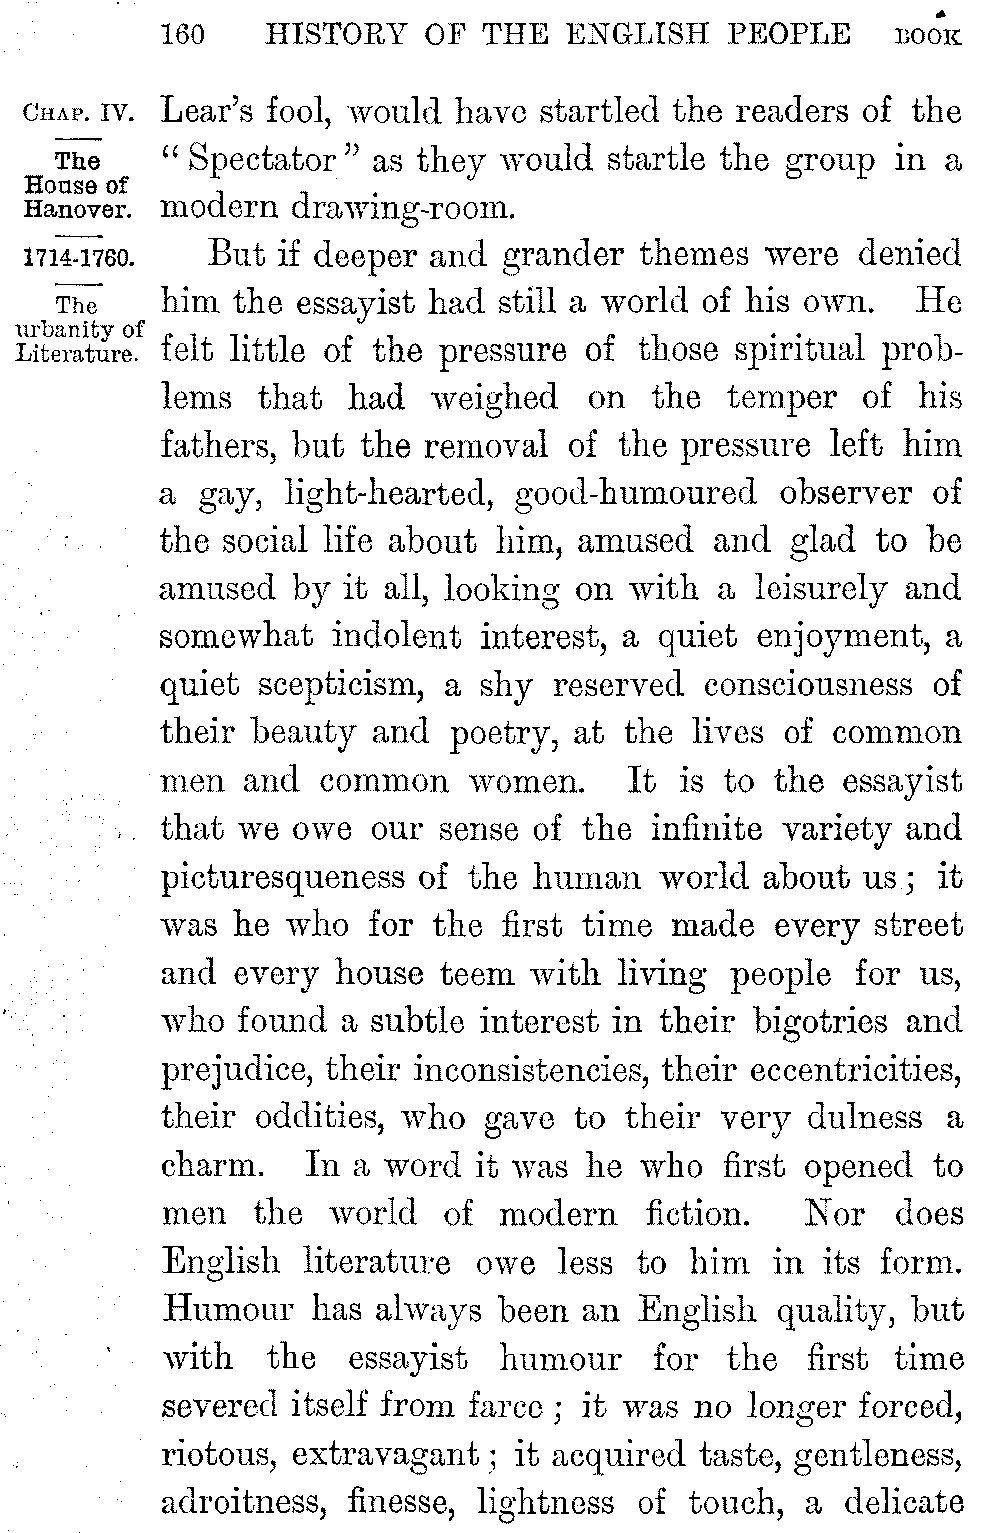 160 HISTORY OF THE ENGLISH PEOPLE BOOK
CHAP. IV.
The
House of
Hanover.
1714-1760.
The
urbanity of
Literature.
Lear's fool, would have startled the readers of the
“ Spectator ” as they would startle the group in a
modern drawing-room.
But if deeper and grander themes were denied
him the essayist had still a world of his own. He
felt little of the pressure of those spiritual prob-
lems that had weighed on the temper of his
fathers, but the removal of the pressure left him
a gay, light-hearted, good-humoured observer of
the social life about him, amused and glad to be
amused by it all, looking on with a leisurely and
somewhat indolent interest, a quiet enjoyment, a
quiet scepticism, a shy reserved consciousness of
their beauty and poetry, at the lives of common
men and common women. It is to the essayist
that we owe our sense of the infinite variety and
picturesqueness of the human world about us ; it
was he who for the first time made every street
and every house teem with living people for us,
who found a subtle interest in their bigotries and
prejudice, their inconsistencies, their eccentricities,
their oddities, who gave to their very dulness a
charm. In a word it was he who first opened to
men the world of modern fiction. Nor does
English literature owe less to him in its form.
Humour has always been an English quality, but
with the essayist humour for the first time
severed itself from farce ; it was no longer forced,
riotous, extravagant ; it acquired taste, gentleness,
adroitness, finesse, lightness of touch, a delicate